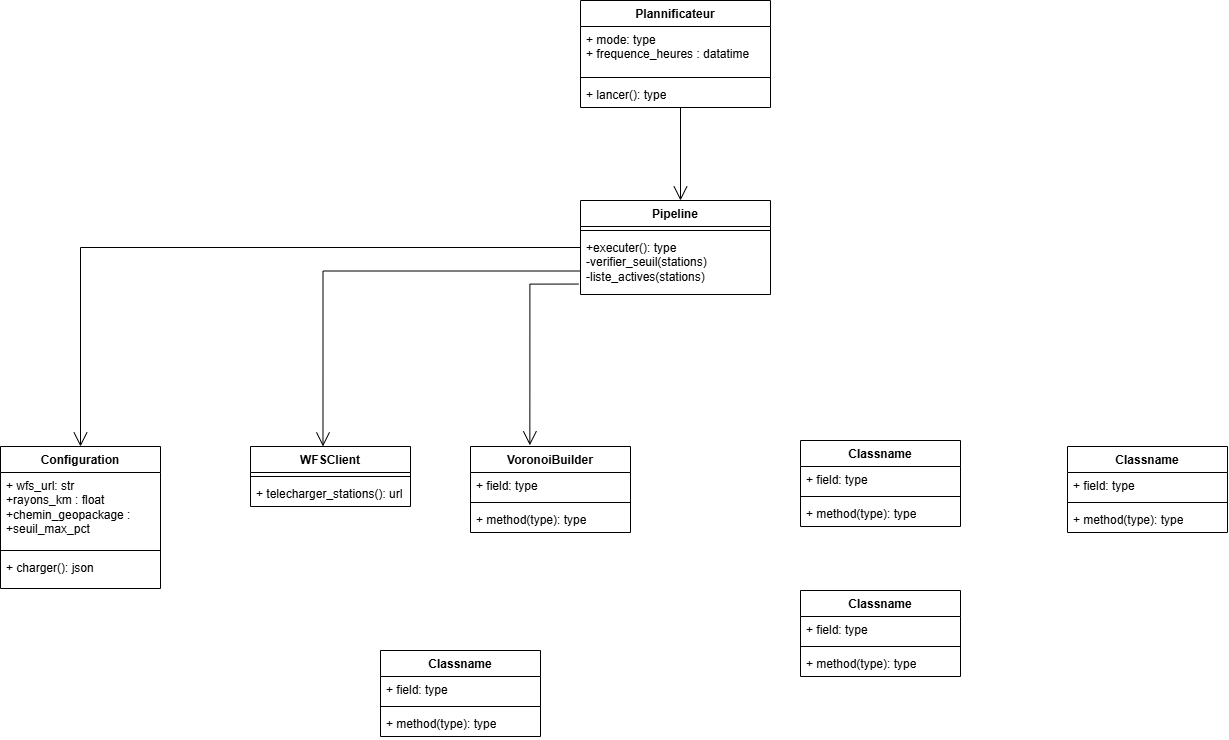 Plannificateur
+ mode: type
+ frequence_heures : datatime
+ lancer(): type
Pipeline
+executer(): type
-verifier_seuil(stations)
-liste_actives(stations)
Configuration
+ wfs_url: str
+rayons_km : float
+chemin_geopackage :
+seuil_max_pct
+ charger(): json
WFSClient
+ telecharger_stations(): url
VoronoiBuilder
+ field: type
+ method(type): type
Classname
+ field: type
+ method(type): type
Classname
+ field: type
+ method(type): type
Classname
+ field: type
+ method(type): type
Classname
+ field: type
+ method(type): type